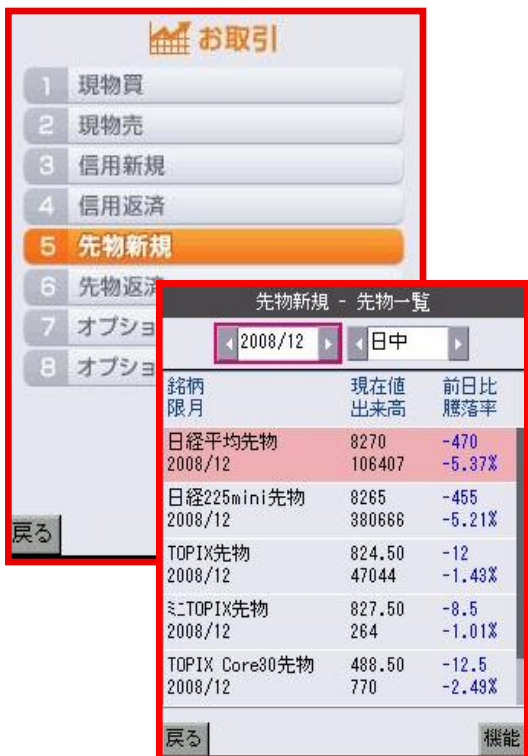 お取引
1 現物買
2 現物売
3 信用新規
4 信用返済
5 先物新規
6 先物返済
7 オプショ
8 オプショ
戻る
先物新規 - 先物一覧
2008/12 日中
銘柄 現在値 前日比
限月 出来高 騰落率
日経平均先物 8270 -470
2008/12 106407 -5.37%
日経225mini先物 8265 -455
2008/12 380666 -5.21%
TOPIX先物 824.50 -12
2008/12 47044 -1.43%
ミニTOPIX先物 827.50 -8.5
2008/12 264 -1.01%
TOPIX Core30先物 488.50 -12.5
2008/12 770 -2.49%
戻る 機能